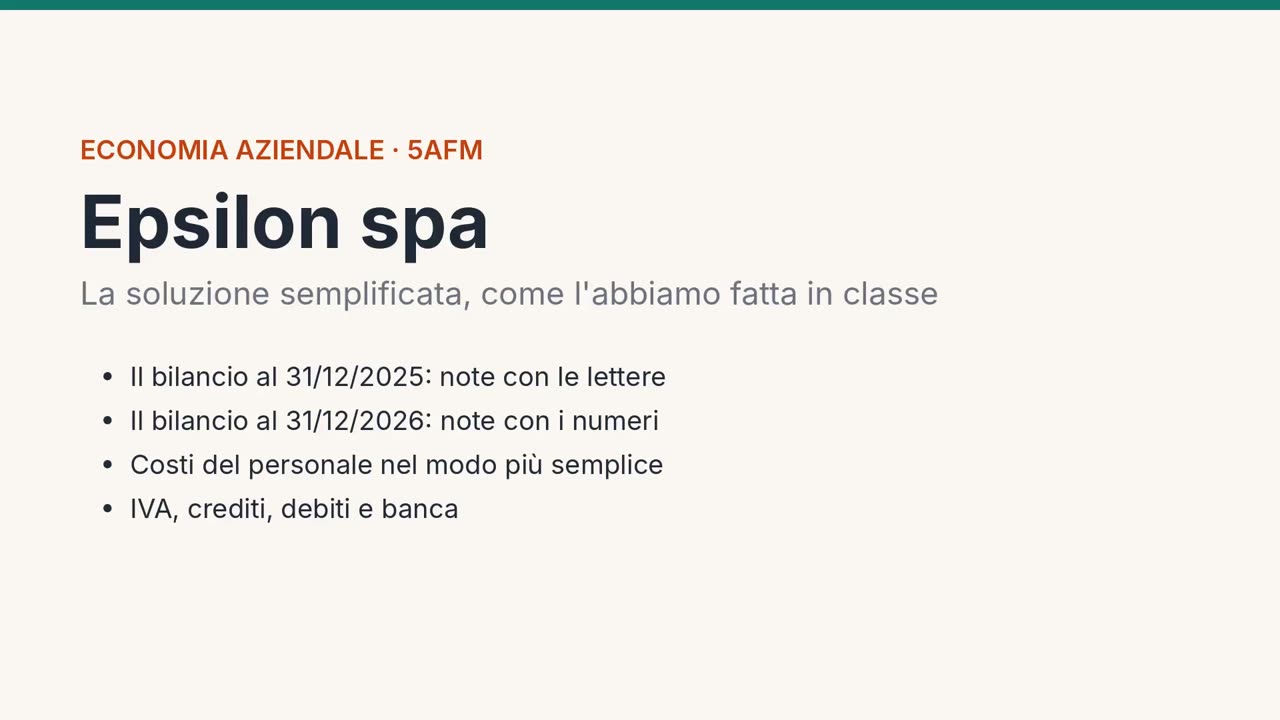 ECONOMIA AZIENDALE · 5AFM
Epsilon spa
La soluzione semplificata, come l'abbiamo fatta in classe
• Il bilancio al 31/12/2025: note con le lettere
• Il bilancio al 31/12/2026: note con i numeri
• Costi del personale nel modo più semplice
• IVA, crediti, debiti e banca